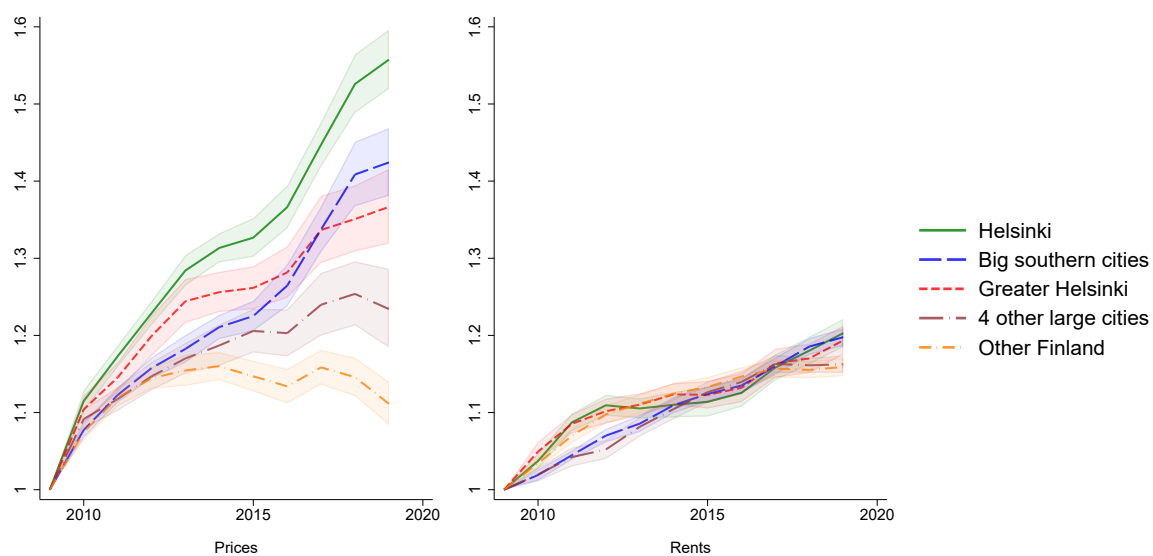 1.6
1.5
1.4
1.3
1.2
1.1
1
2010 2015 2020
Prices
1.6
1.5
1.4
1.3
1.2
1.1
1
2010 2015 2020
Rents
Helsinki
Big southern cities
Greater Helsinki
4 other large cities
Other Finland